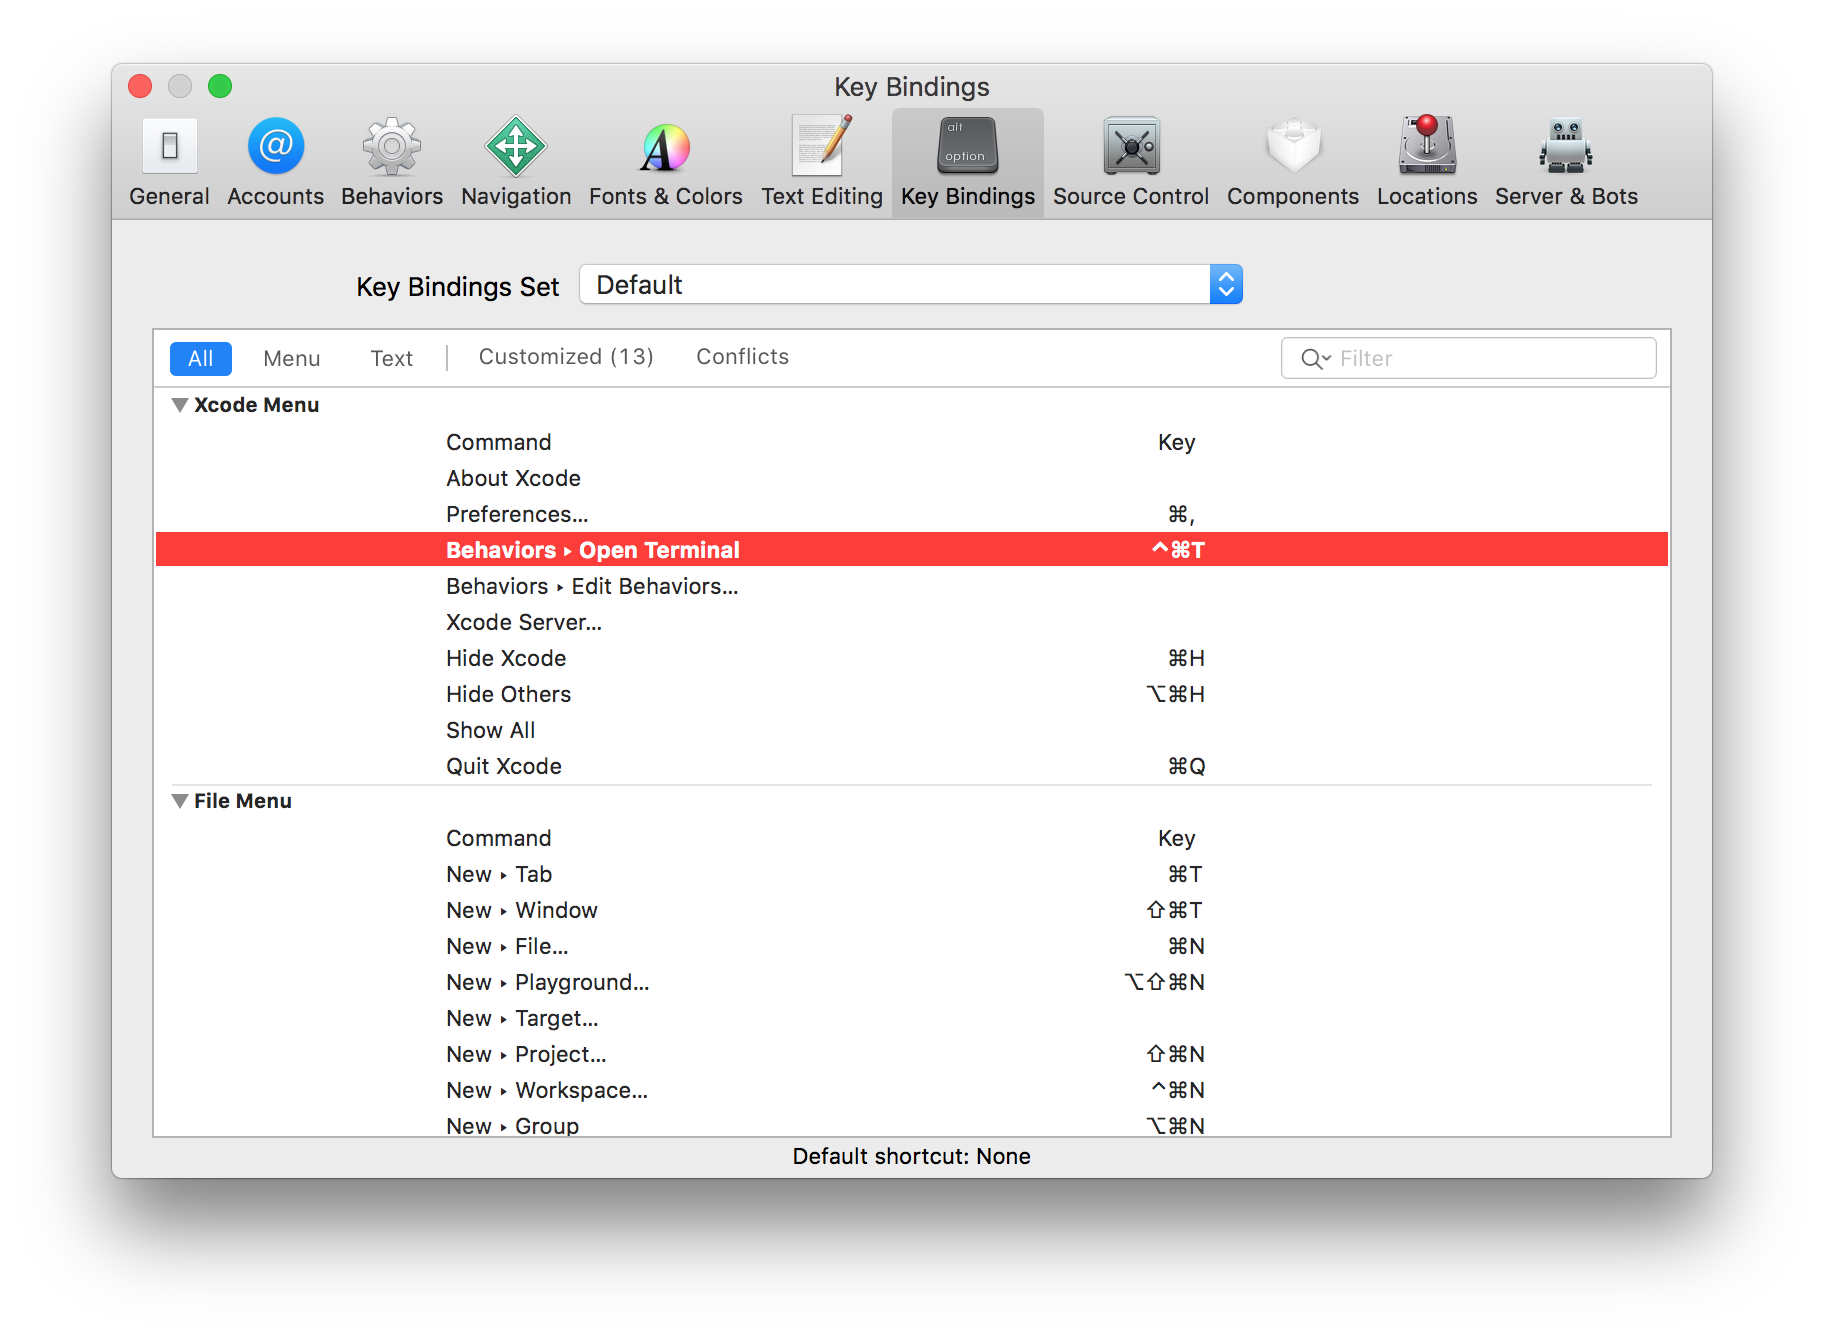 Key Bindings
@
A
alt
option
General Accounts Behaviors Navigation Fonts & Colors Text Editing Key Bindings Source Control Components Locations Server & Bots
Key Bindings Set Default
All Menu Text Customized (13) Conflicts Filter
Xcode Menu
Command Key
About Xcode
Preferences... ⌘,
Behaviors ▸ Open Terminal ^⌘T
Behaviors ▸ Edit Behaviors...
Xcode Server...
Hide Xcode ⌘H
Hide Others ⌥⌘H
Show All
Quit Xcode ⌘Q
File Menu
Command Key
New ▸ Tab ⌘T
New ▸ Window ⇧⌘T
New ▸ File... ⌘N
New ▸ Playground... ⌥⇧⌘N
New ▸ Target...
New ▸ Project... ⇧⌘N
New ▸ Workspace... ^⌘N
New ▸ Group ⌥⌘N
Default shortcut: None